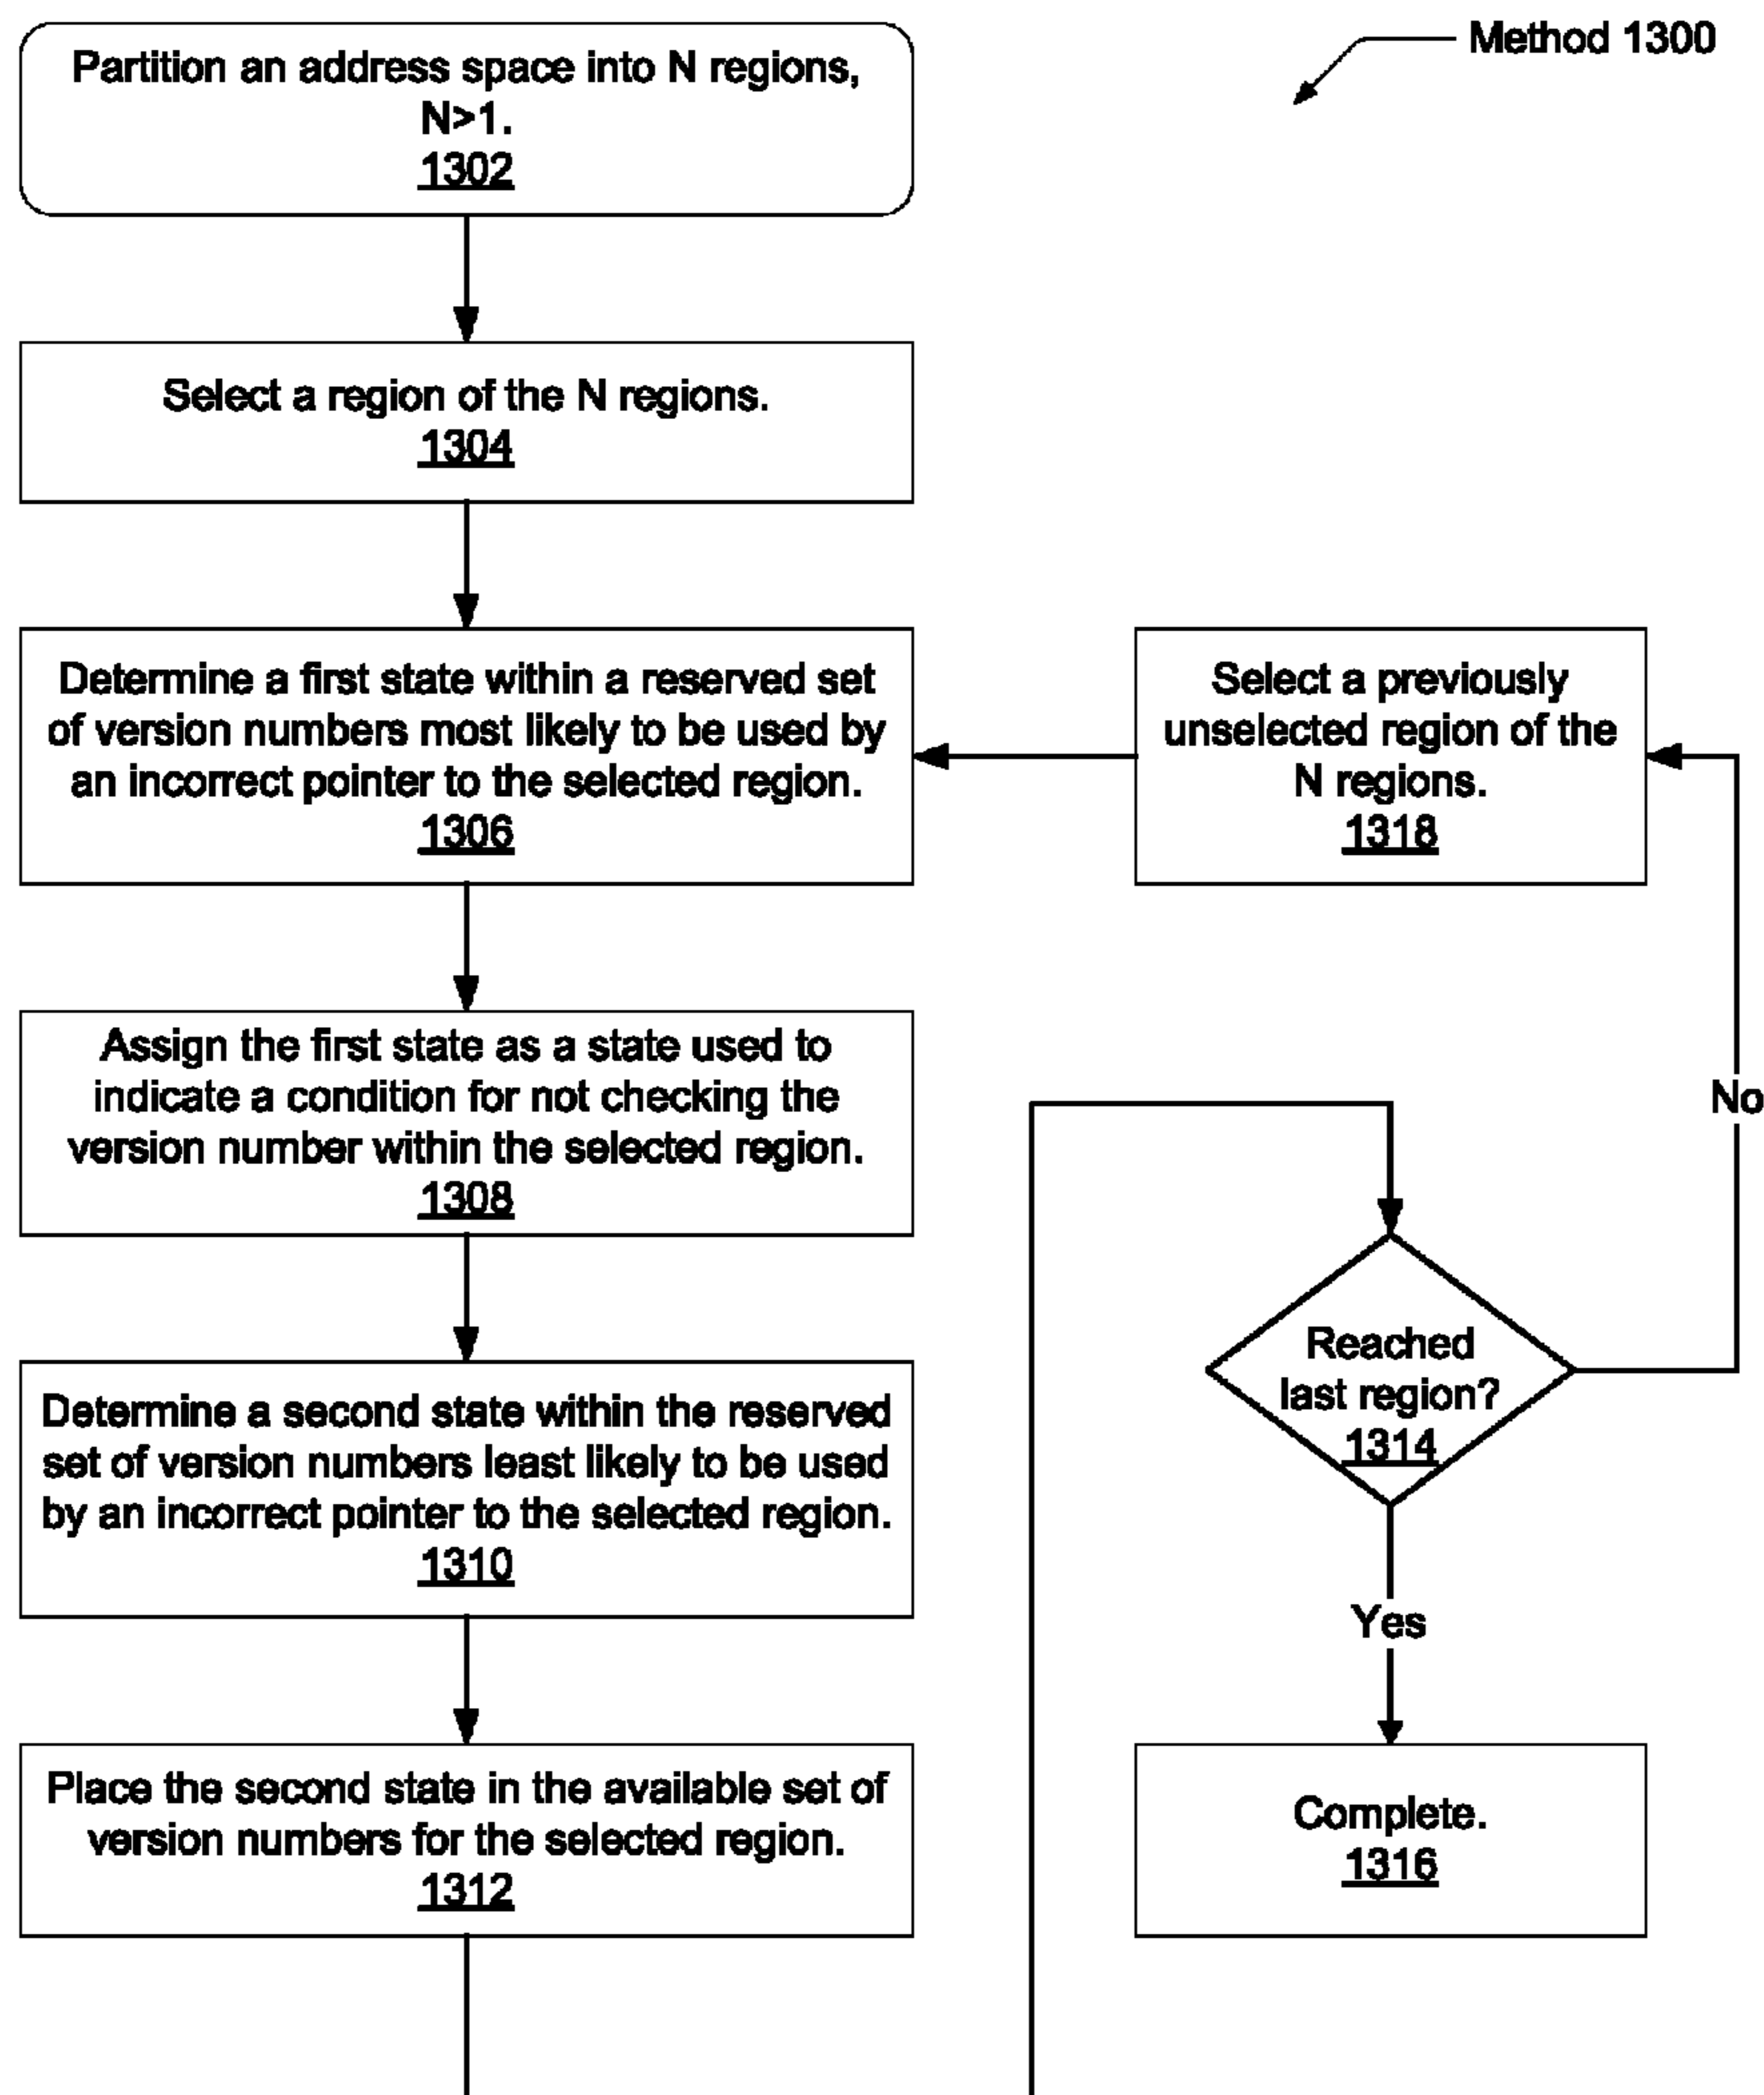 Method 1300
Partition an address space into N regions,
N>1.
1302
Select a region of the N regions.
1304
Determine a first state within a reserved set
of version numbers most likely to be used by
an incorrect pointer to the selected region.
1306
Select a previously
unselected region of the
N regions.
1318
Assign the first state as a state used to
indicate a condition for not checking the
version number within the selected region.
1308
No
Determine a second state within the reserved
set of version numbers least likely to be used
by an incorrect pointer to the selected region.
1310
Reached
last region?
1314
Yes
Place the second state in the available set of
version numbers for the selected region.
1312
Complete.
1316